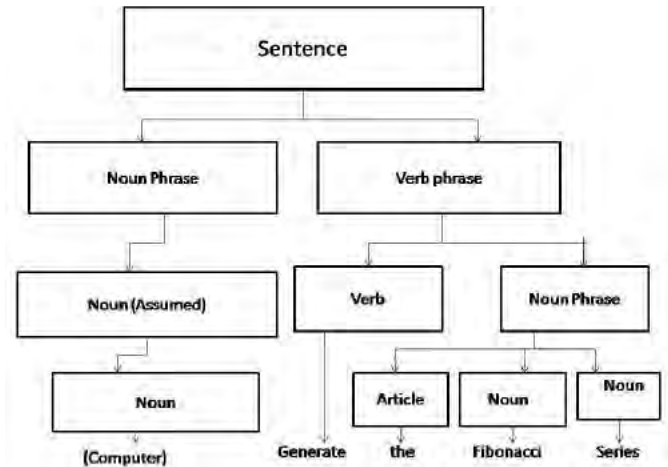 Sentence
Noun Phrase
Verb phrase
Noun (Assumed)
Verb
Noun Phrase
Noun
Article
Noun
Noun
(Computer)
Generate
the
Fibonacci
Series